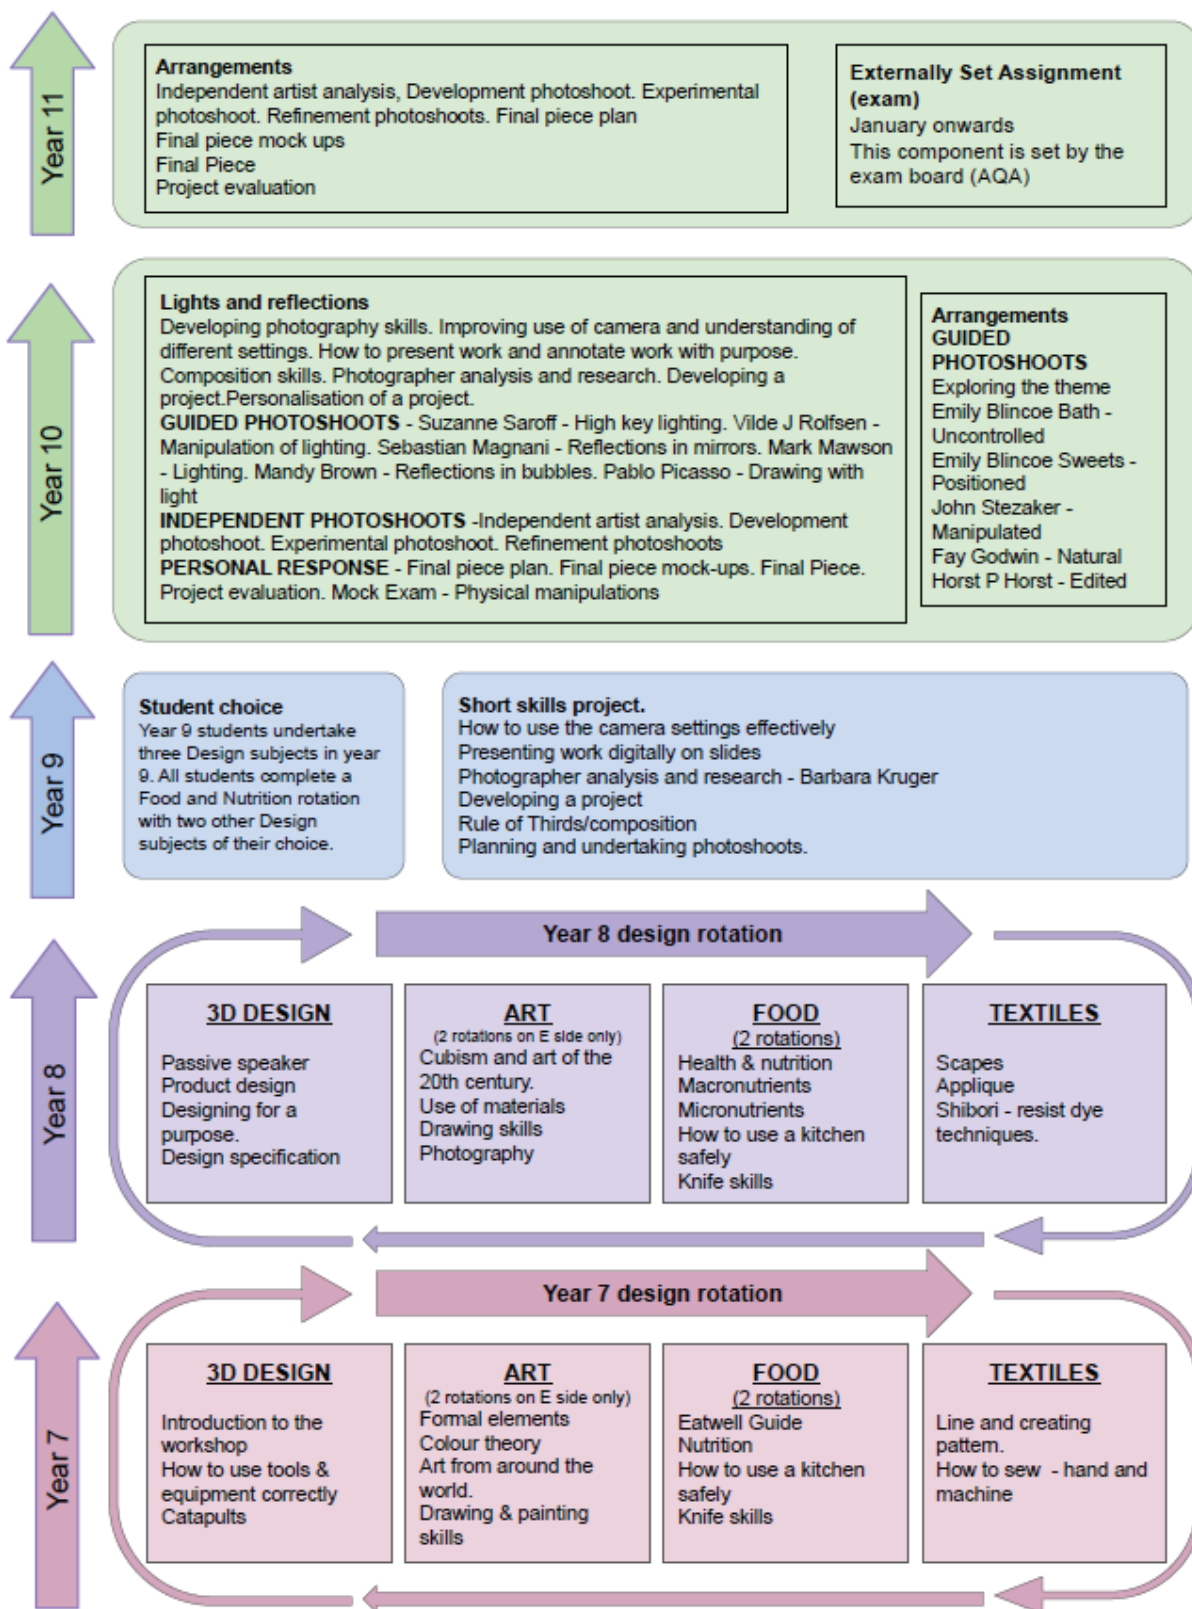 Year 11
Arrangements
Independent artist analysis, Development photoshoot. Experimental
photoshoot. Refinement photoshoots. Final piece plan
Final piece mock ups
Final Piece
Project evaluation
Externally Set Assignment
(exam)
January onwards
This component is set by the
exam board (AQA)
Year 10
Lights and reflections
Developing photography skills. Improving use of camera and understanding of
different settings. How to present work and annotate work with purpose.
Composition skills. Photographer analysis and research. Developing a
project.Personalisation of a project.
GUIDED PHOTOSHOOTS - Suzanne Saroff - High key lighting. Vilde J Rolfsen -
Manipulation of lighting. Sebastian Magnani - Reflections in mirrors. Mark Mawson
- Lighting. Mandy Brown - Reflections in bubbles. Pablo Picasso - Drawing with
light
INDEPENDENT PHOTOSHOOTS -Independent artist analysis. Development
photoshoot. Experimental photoshoot. Refinement photoshoots
PERSONAL RESPONSE - Final piece plan. Final piece mock-ups. Final Piece.
Project evaluation. Mock Exam - Physical manipulations
Arrangements
GUIDED
PHOTOSHOOTS
Exploring the theme
Emily Blincoe Bath -
Uncontrolled
Emily Blincoe Sweets -
Positioned
John Stezaker -
Manipulated
Fay Godwin - Natural
Horst P Horst - Edited
Year 9
Student choice
Year 9 students undertake
three Design subjects in year
9. All students complete a
Food and Nutrition rotation
with two other Design
subjects of their choice.
Short skills project.
How to use the camera settings effectively
Presenting work digitally on slides
Photographer analysis and research - Barbara Kruger
Developing a project
Rule of Thirds/composition
Planning and undertaking photoshoots.
Year 8
Year 8 design rotation
3D DESIGN
Passive speaker
Product design
Designing for a
purpose.
Design specification
ART
(2 rotations on E side only)
Cubism and art of the
20th century.
Use of materials
Drawing skills
Photography
FOOD
(2 rotations)
Health & nutrition
Macronutrients
Micronutrients
How to use a kitchen
safely
Knife skills
TEXTILES
Scapes
Applique
Shibori - resist dye
techniques.
Year 7
Year 7 design rotation
3D DESIGN
Introduction to the
workshop
How to use tools &
equipment correctly
Catapults
ART
(2 rotations on E side only)
Formal elements
Colour theory
Art from around the
world.
Drawing & painting
skills
FOOD
(2 rotations)
Eatwell Guide
Nutrition
How to use a kitchen
safely
Knife skills
TEXTILES
Line and creating
pattern.
How to sew - hand and
machine